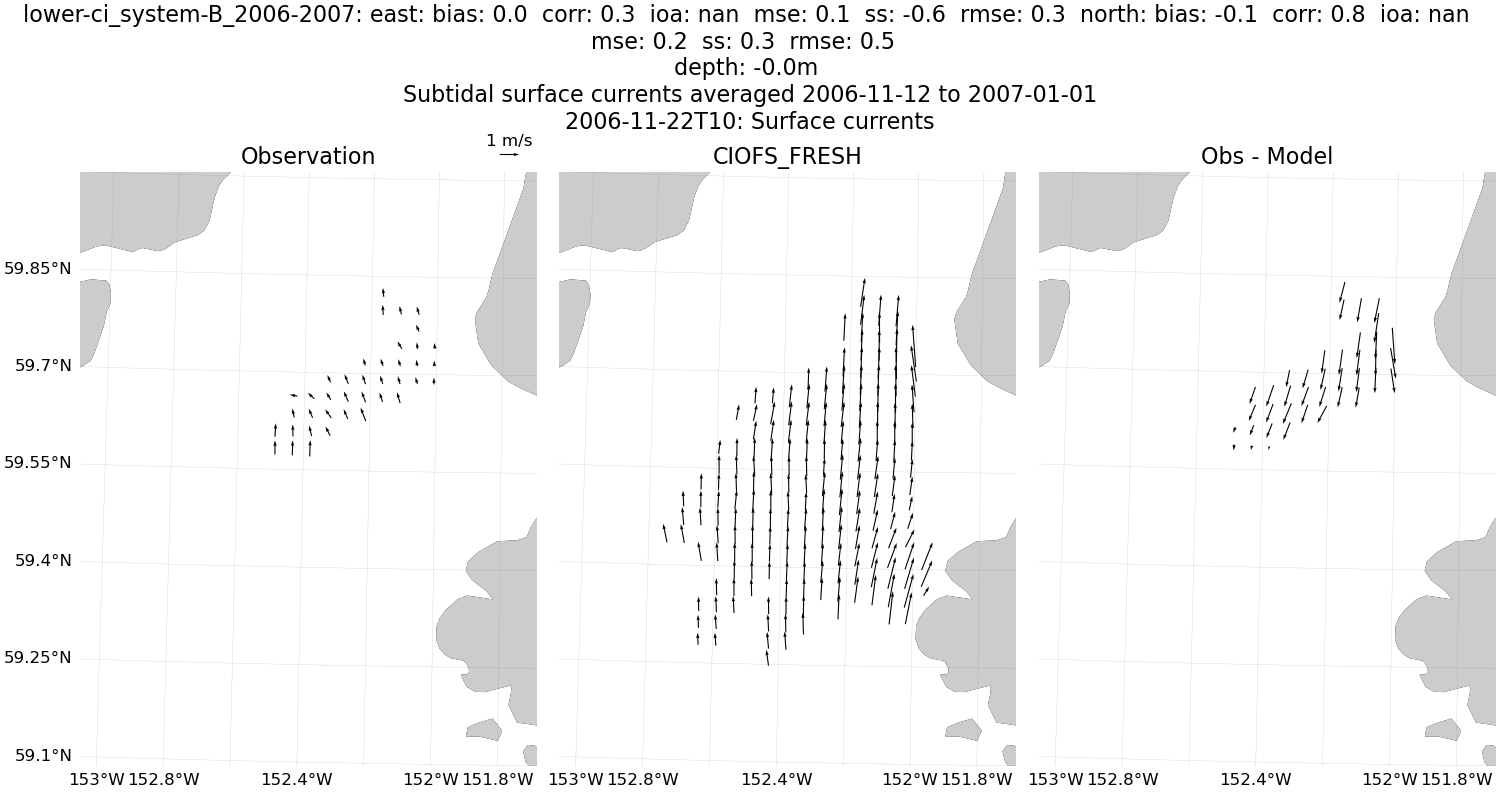 lower-ci_system-B_2006-2007: east: bias: 0.0  corr: 0.3  ioa: nan  mse: 0.1  ss: -0.6  rmse: 0.3  north: bias: -0.1  corr: 0.8  ioa: nan
mse: 0.2  ss: 0.3  rmse: 0.5
depth: -0.0m
Subtidal surface currents averaged 2006-11-12 to 2007-01-01
2006-11-22T10: Surface currents
1 m/s
Observation
CIOFS_FRESH
Obs - Model
59.85°N
59.7°N
59.55°N
59.4°N
59.25°N
59.1°N
153°W 152.8°W 152.4°W 152°W 151.8°W
153°W 152.8°W 152.4°W 152°W 151.8°W
153°W 152.8°W 152.4°W 152°W 151.8°W